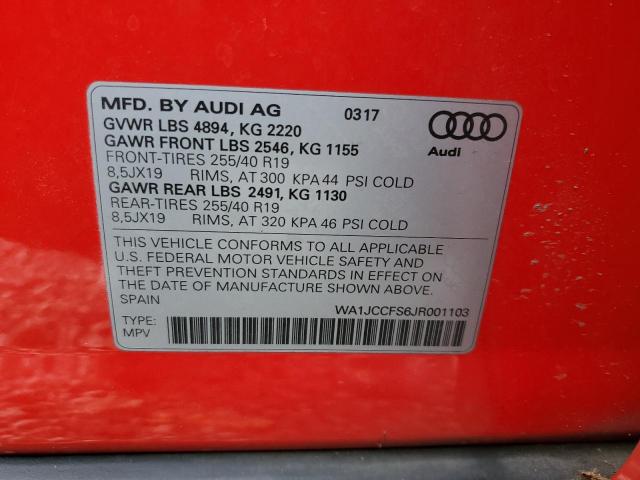 MFD. BY AUDI AG 0317
GVWR LBS 4894, KG 2220
GAWR FRONT LBS 2546, KG 1155
FRONT-TIRES 255/40 R19
8,5JX19 RIMS, AT 300 KPA 44 PSI COLD
GAWR REAR LBS 2491, KG 1130
REAR-TIRES 255/40 R19
8,5JX19 RIMS, AT 320 KPA 46 PSI COLD
Audi
THIS VEHICLE CONFORMS TO ALL APPLICABLE
U.S. FEDERAL MOTOR VEHICLE SAFETY AND
THEFT PREVENTION STANDARDS IN EFFECT ON
THE DATE OF MANUFACTURE SHOWN ABOVE.
SPAIN
WA1JCCFS6JR001103
TYPE:
MPV